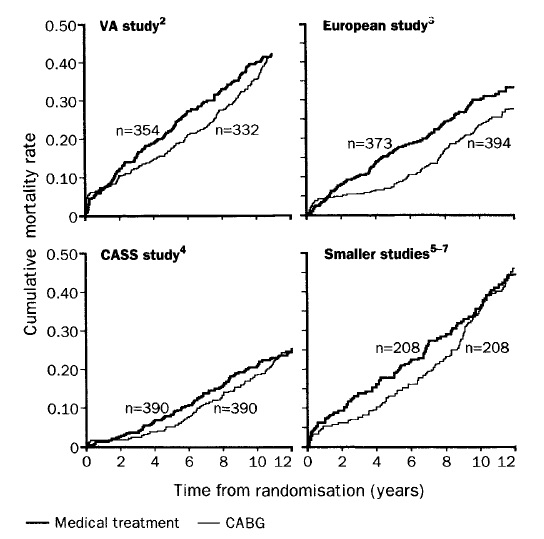 VA study²
European study³
0.50
0.40
0.30
0.20
0.10
0
n=354
n=332
n=373
n=394
CASS study⁴
Smaller studies⁵⁻⁷
0.50
0.40
0.30
0.20
0.10
0
n=390
n=390
n=208
n=208
0 2 4 6 8 10 12
0 2 4 6 8 10 12
Cumulative mortality rate
Time from randomisation (years)
Medical treatment
CABG